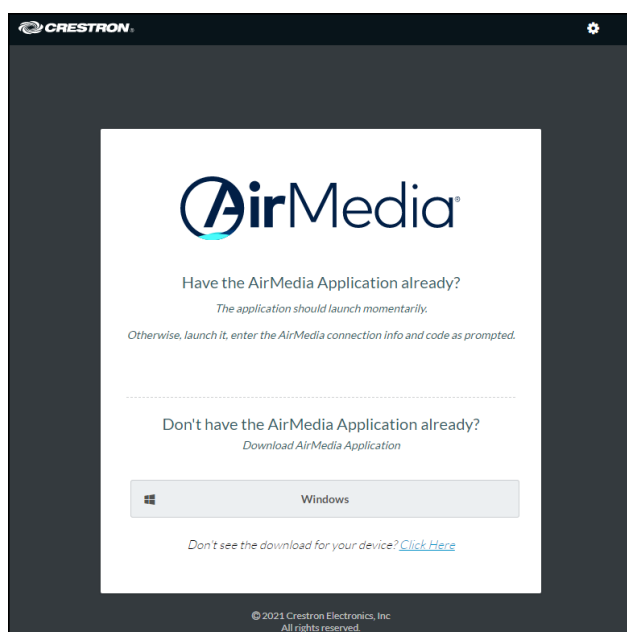 CRESTRON®
AirMedia®
Have the AirMedia Application already?
The application should launch momentarily.
Otherwise, launch it, enter the AirMedia connection info and code as prompted.
Don't have the AirMedia Application already?
Download AirMedia Application
Windows
Don't see the download for your device? Click Here
© 2021 Crestron Electronics, Inc
All rights reserved.